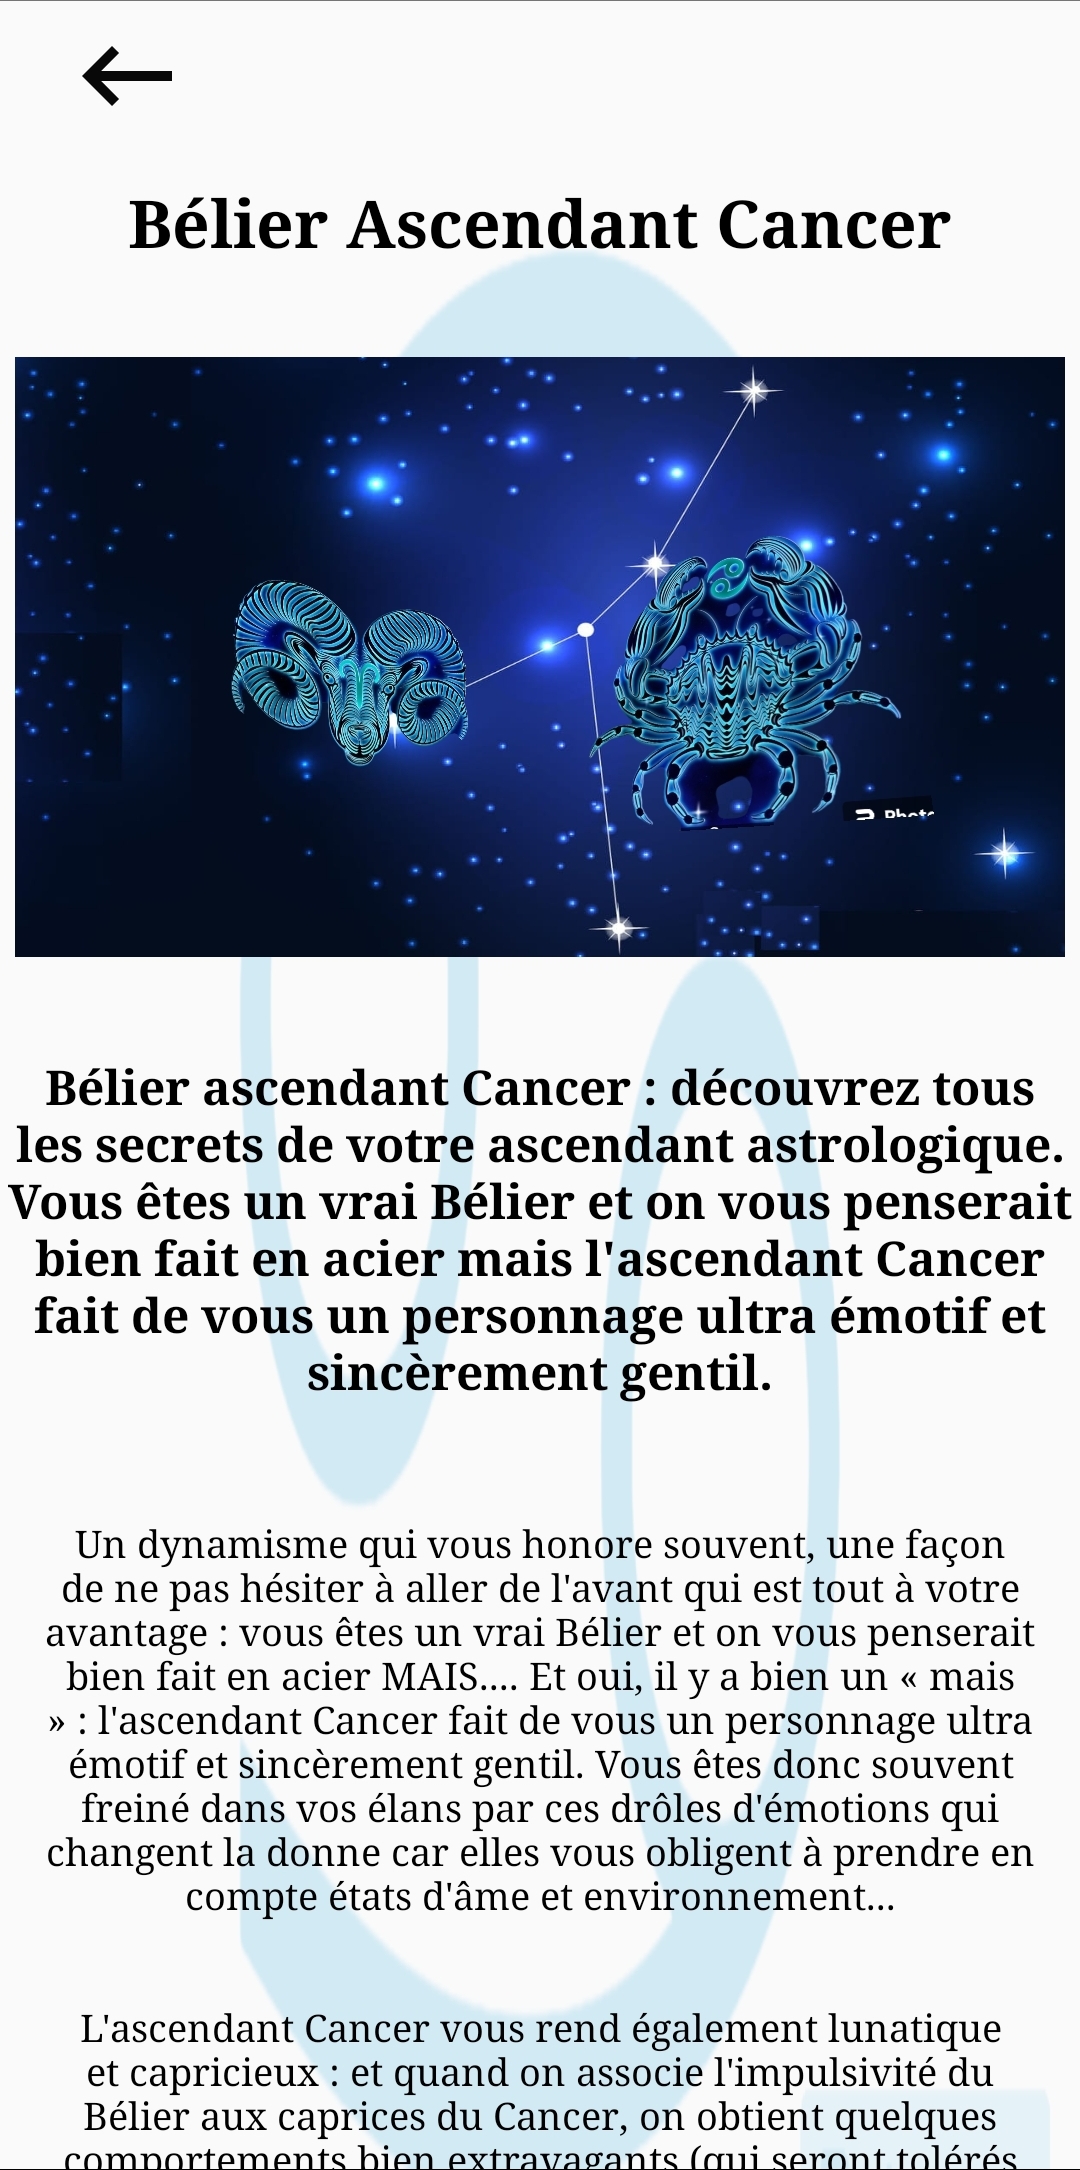 Bélier Ascendant Cancer
Bélier ascendant Cancer : découvrez tous
les secrets de votre ascendant astrologique.
Vous êtes un vrai Bélier et on vous penserait
bien fait en acier mais l'ascendant Cancer
fait de vous un personnage ultra émotif et
sincèrement gentil.
Un dynamisme qui vous honore souvent, une façon
de ne pas hésiter à aller de l'avant qui est tout à votre
avantage : vous êtes un vrai Bélier et on vous penserait
bien fait en acier MAIS.... Et oui, il y a bien un « mais
» : l'ascendant Cancer fait de vous un personnage ultra
émotif et sincèrement gentil. Vous êtes donc souvent
freiné dans vos élans par ces drôles d'émotions qui
changent la donne car elles vous obligent à prendre en
compte états d'âme et environnement...
L'ascendant Cancer vous rend également lunatique
et capricieux : et quand on associe l'impulsivité du
Bélier aux caprices du Cancer, on obtient quelques
comportements bien extravagants (qui seront tolérés